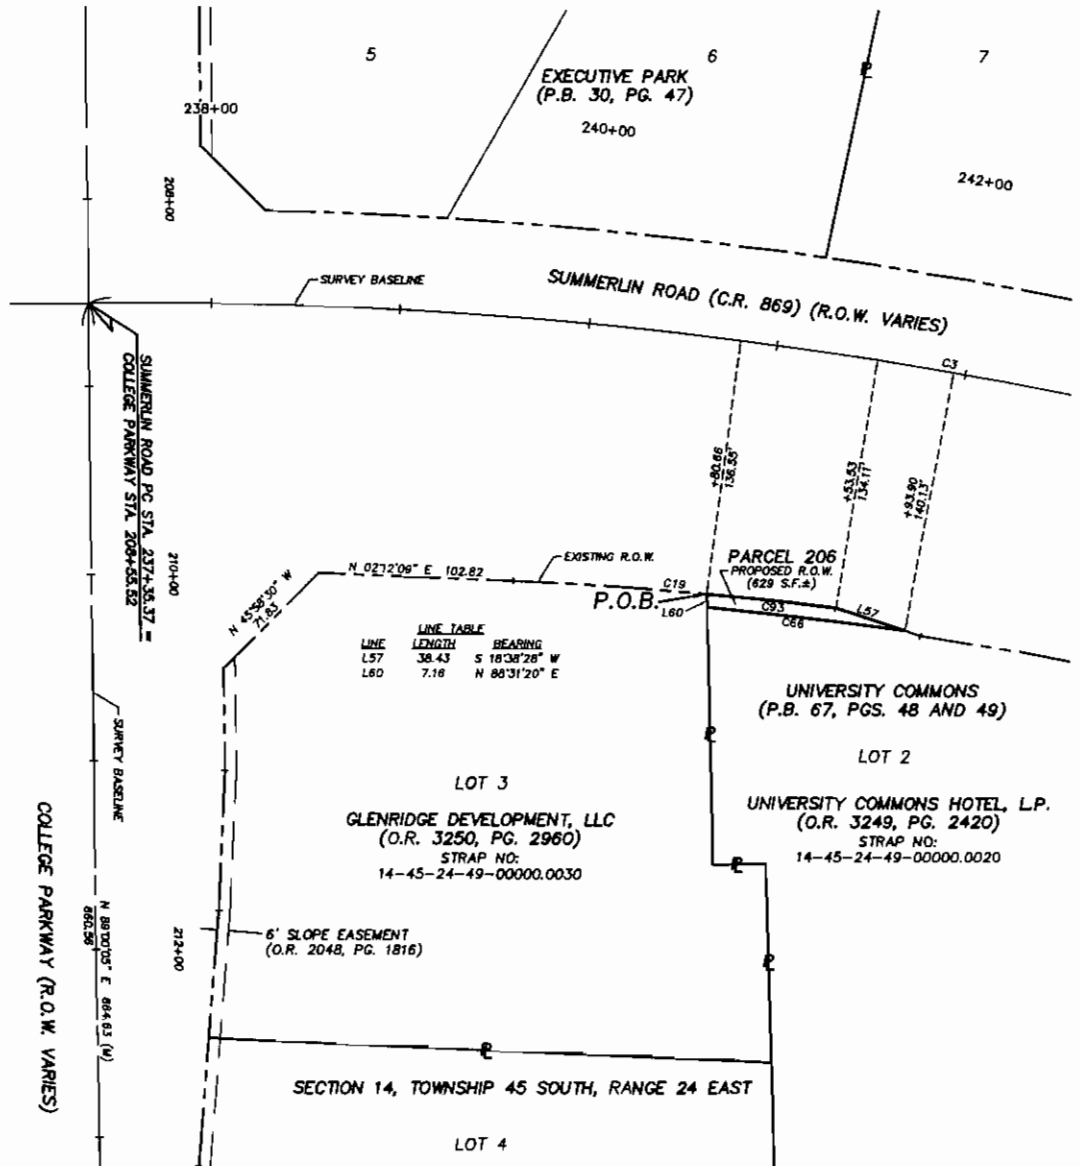 5
6
7
EXECUTIVE PARK
(P.B. 30, PG. 47)
℄
238+00
240+00
242+00
208+00
SURVEY BASELINE
SUMMERLIN ROAD (C.R. 869) (R.O.W. VARIES)
C3
SUMMERLIN ROAD PC STA. 237+35.37 =
COLLEGE PARKWAY STA. 208+55.52
+80.66
136.55'
+53.53
134.17'
+93.90
140.13'
210+00
N 02°12'09" E 102.82
EXISTING R.O.W.
C19
P.O.B.
L60
PARCEL 206
PROPOSED R.O.W.
(629 S.F.±)
C93
L57
C66
N 45°58'50" W
71.83
LINE TABLE
LINE LENGTH BEARING
L57 38.43 S 18°38'28" W
L60 7.16 N 88°31'20" E
UNIVERSITY COMMONS
(P.B. 67, PGS. 48 AND 49)
LOT 2
UNIVERSITY COMMONS HOTEL, L.P.
(O.R. 3249, PG. 2420)
STRAP NO:
14-45-24-49-00000.0020
SURVEY BASELINE
LOT 3
GLENRIDGE DEVELOPMENT, LLC
(O.R. 3250, PG. 2960)
STRAP NO:
14-45-24-49-00000.0030
COLLEGE PARKWAY (R.O.W. VARIES)
N 89°00'05" E 864.63 (M)
860.56
212+00
6' SLOPE EASEMENT
(O.R. 2048, PG. 1816)
SECTION 14, TOWNSHIP 45 SOUTH, RANGE 24 EAST
LOT 4